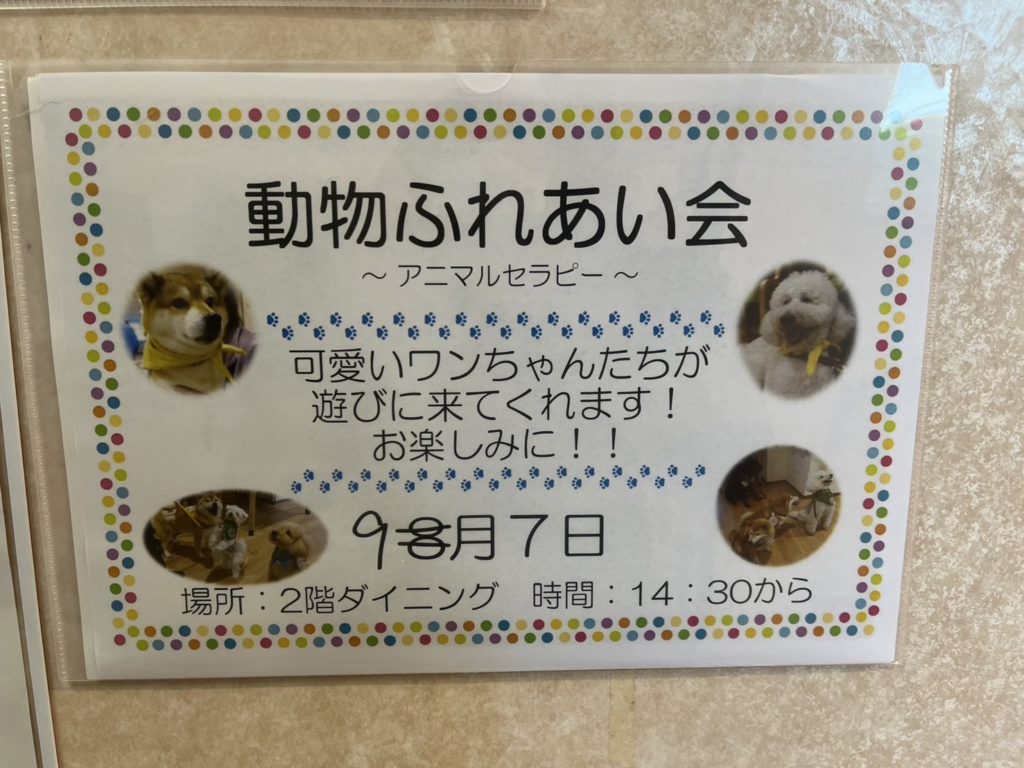 動物ふれあい会
～ アニマルセラピー ～
可愛いワンちゃんたちが
遊びに来てくれます！
お楽しみに！！
9 8月７日
場所：２階ダイニング　時間：１４：３０から